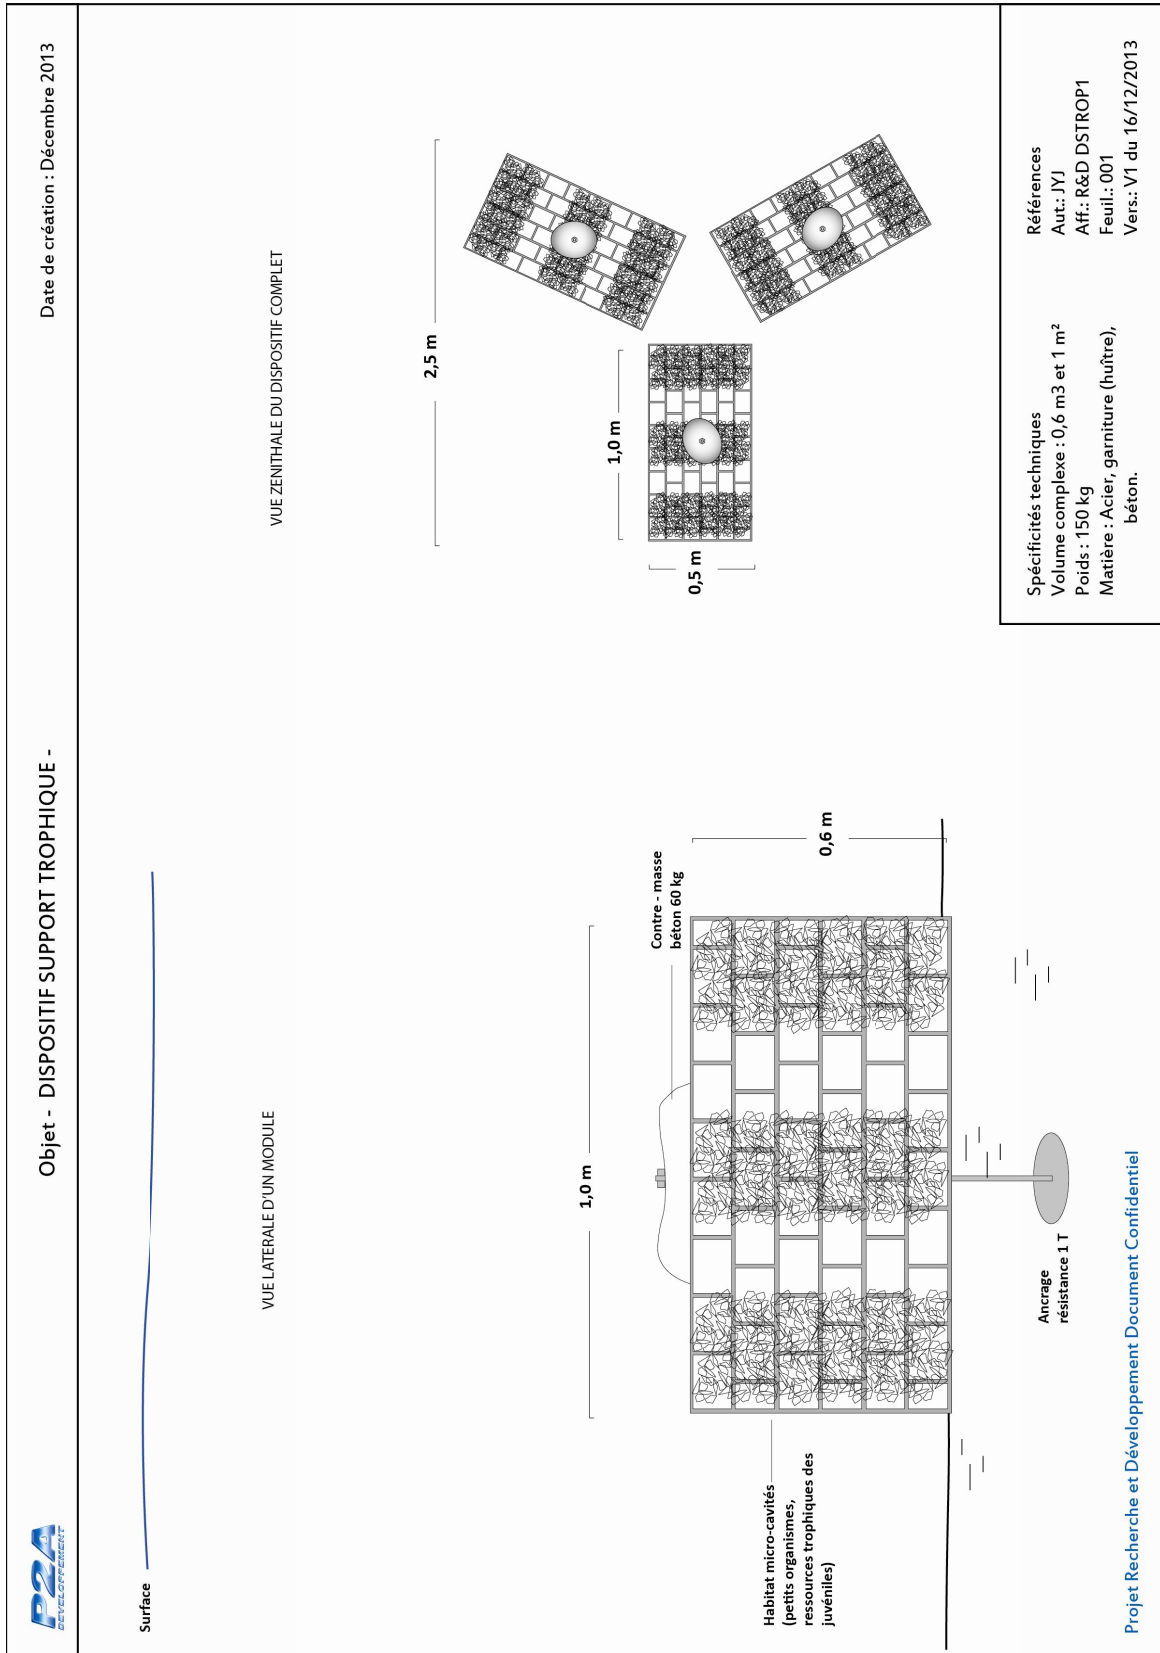 P2A
DEVELOPPEMENT
Objet - DISPOSITIF SUPPORT TROPHIQUE -
Date de création : Décembre 2013
Surface
VUE LATERALE D'UN MODULE
VUE ZENITHALE DU DISPOSITIF COMPLET
1,0 m
Contre - masse
béton 60 kg
0,6 m
Habitat micro-cavités
(petits organismes,
ressources trophiques des
juvéniles)
Ancrage
résistance 1 T
2,5 m
1,0 m
0,5 m
Spécificités techniques
Volume complexe : 0,6 m3 et 1 m²
Poids : 150 kg
Matière : Acier, garniture (huître),
béton.
Références
Aut.: JYJ
Aff.: R&D DSTROP1
Feuil.: 001
Vers.: V1 du 16/12/2013
Projet Recherche et Développement Document Confidentiel